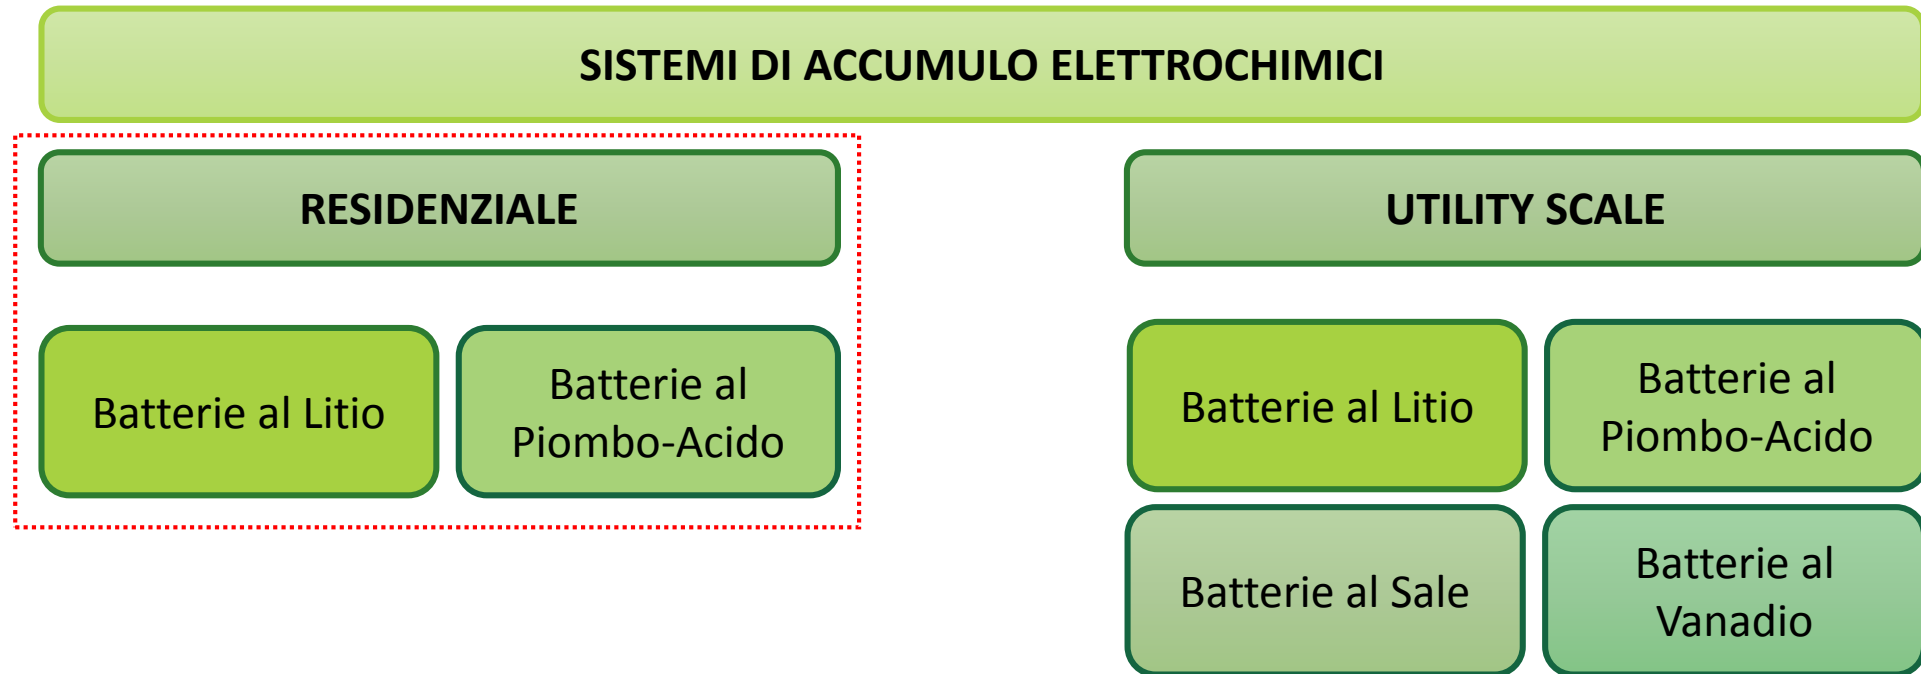 SISTEMI DI ACCUMULO ELETTROCHIMICI
RESIDENZIALE
Batterie al Litio
Batterie al
Piombo-Acido
UTILITY SCALE
Batterie al Litio
Batterie al
Piombo-Acido
Batterie al Sale
Batterie al
Vanadio